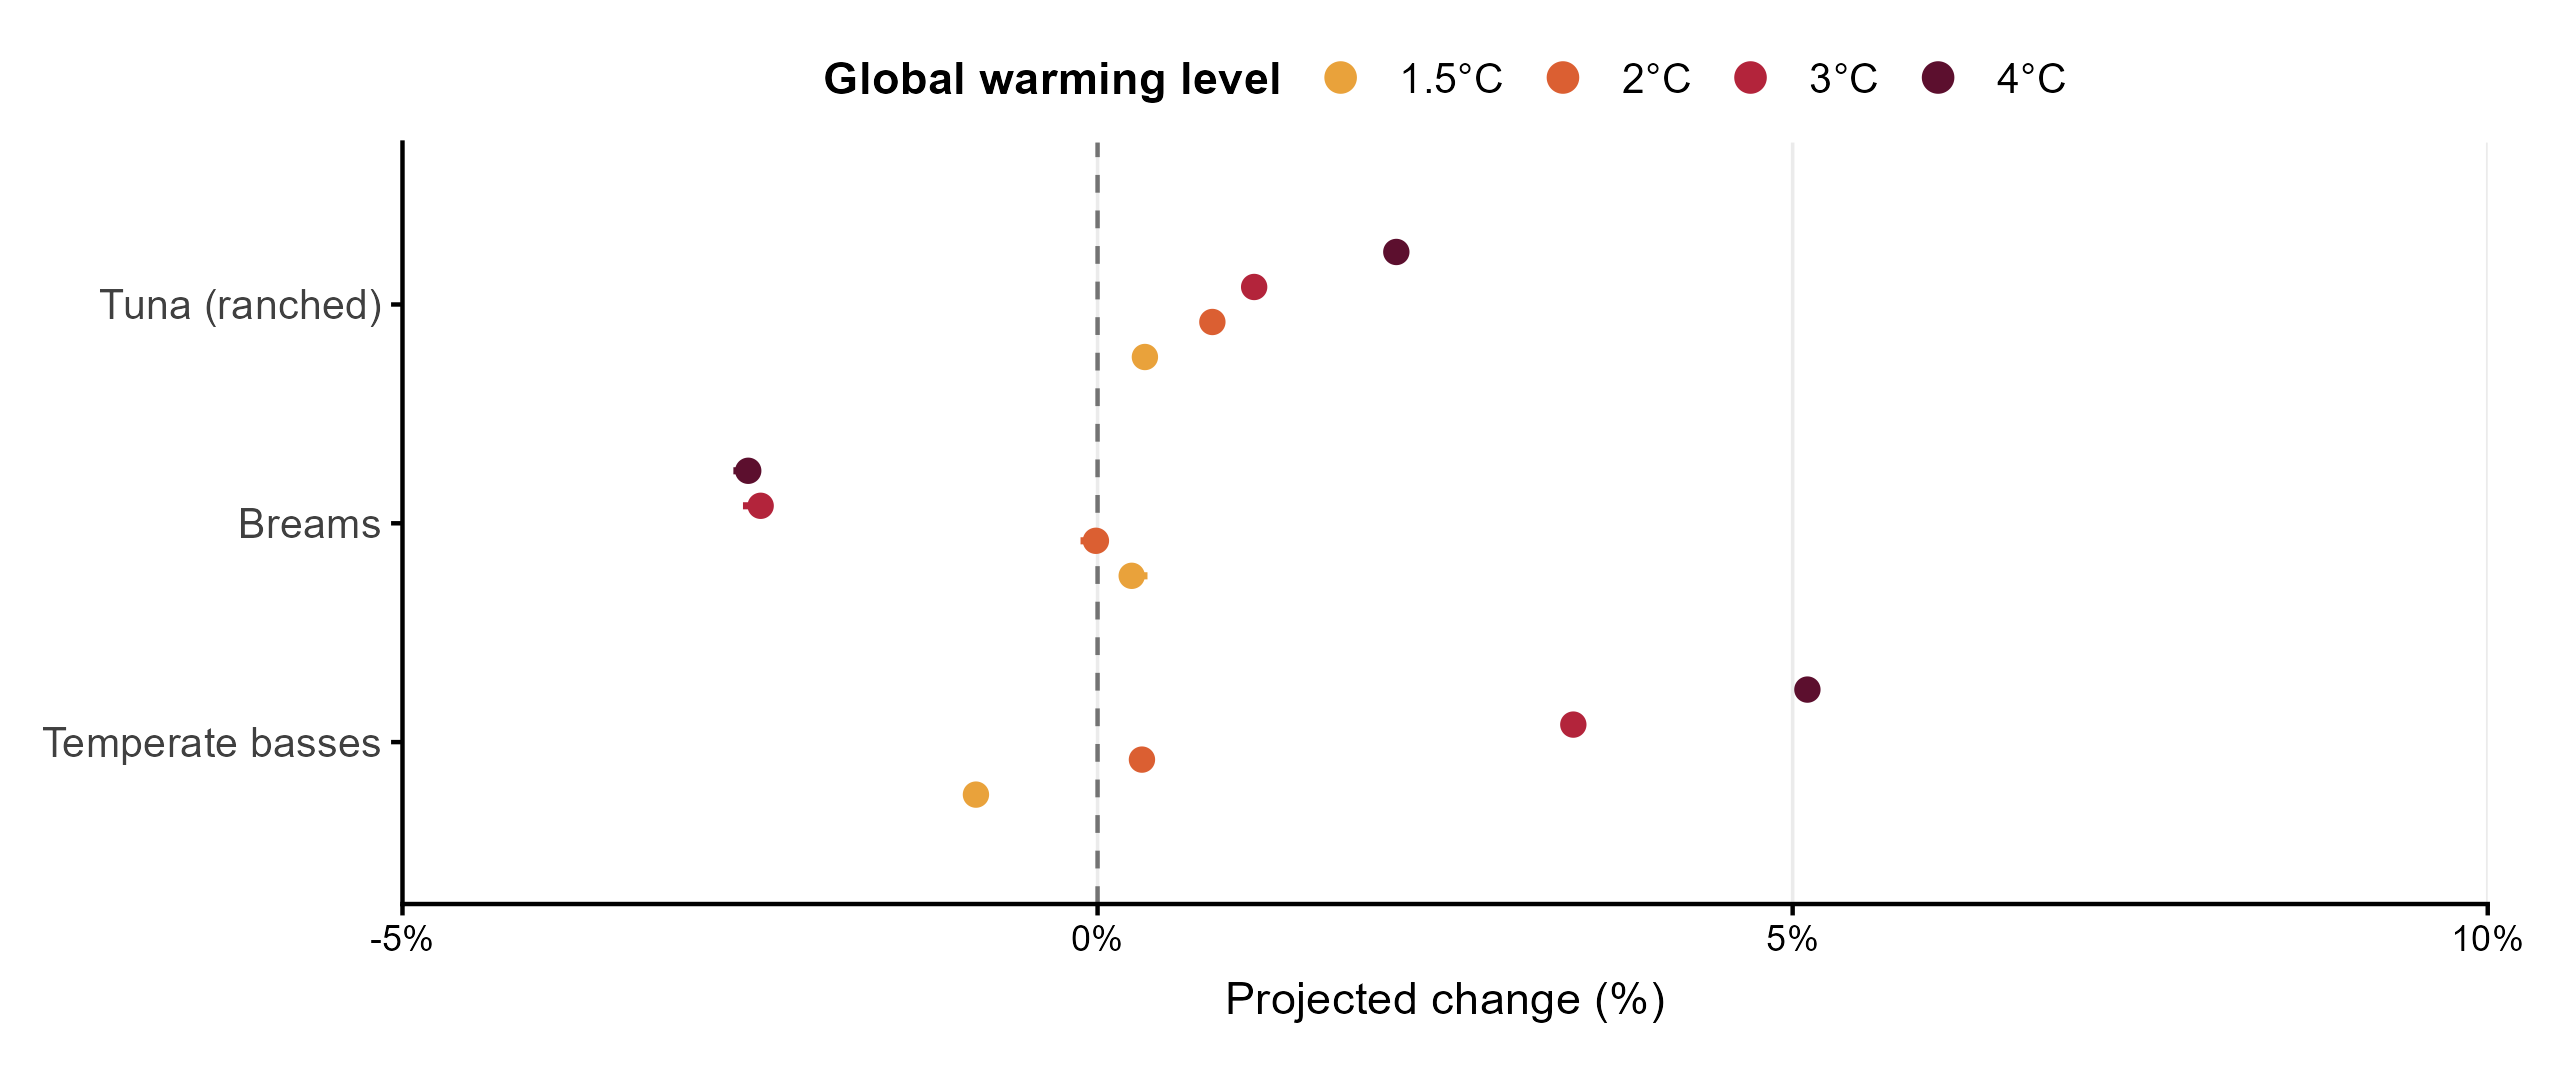 Global warming level 1.5°C 2°C 3°C 4°C
Tuna (ranched)
Breams
Temperate basses
-5% 0% 5% 10%
Projected change (%)